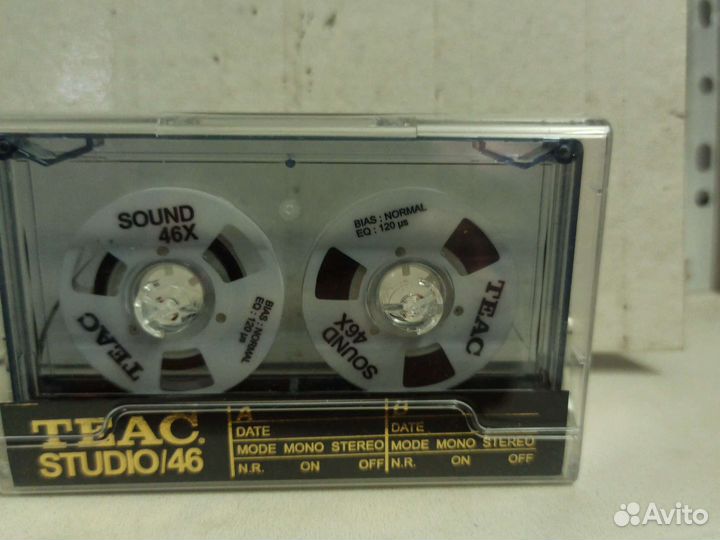 SOUND
46X
TEAC
BIAS : NORMAL
EQ : 120 µs
BIAS : NORMAL
EQ : 120 µs
TEAC
SOUND
46X
TEAC.
STUDIO/46
A
DATE
MODE MONO STEREO
N.R. ON OFF
B
DATE
MODE MONO STEREO
N.R. ON OFF
Avito